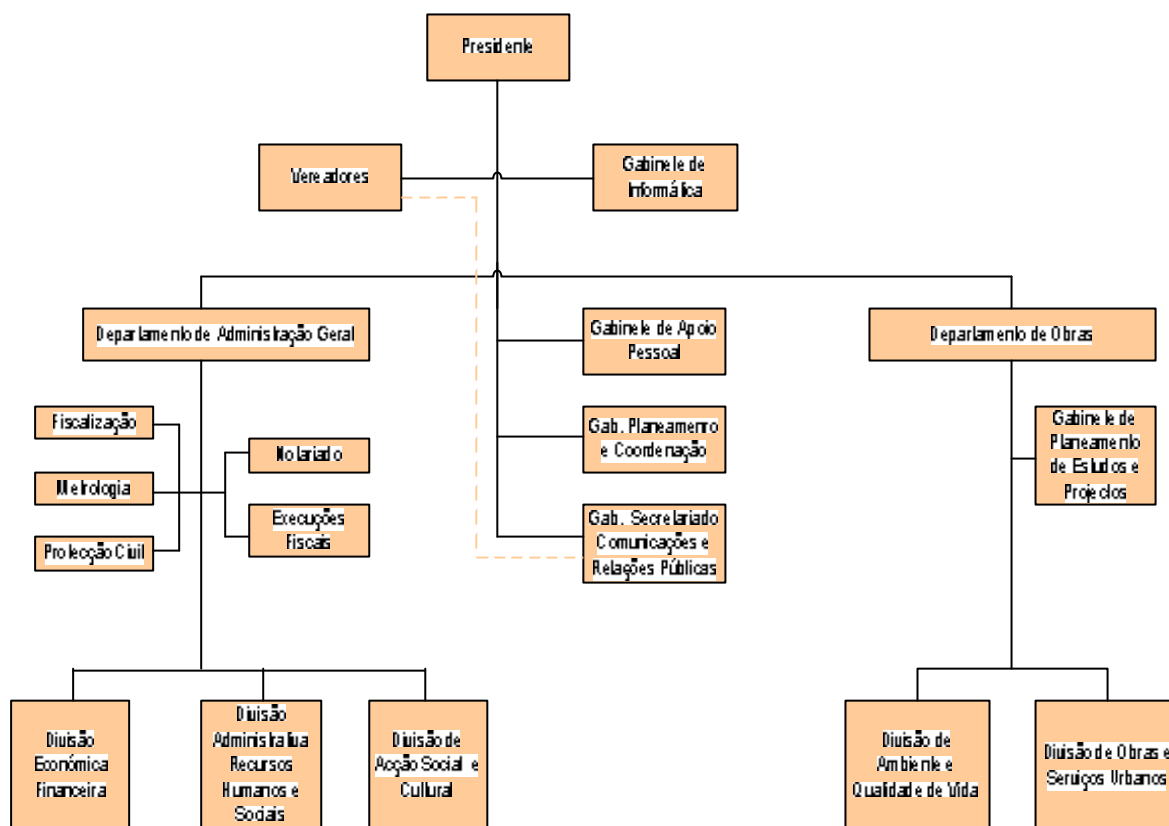 Presidente
Vereadores
Gabinete de
Informática
Departamento de Administração Geral
Gabinete de Apoio
Pessoal
Departamento de Obras
Fiscalização
Metrologia
Protecção Civil
Notariado
Execuções
Fiscais
Gab. Planeamento
e Coordenação
Gab. Secretariado
Comunicações e
Relações Públicas
Gabinete de
Planeamento
de Estudos e
Projectos
Divisão
Económica
Financeira
Divisão
Administrativa
Recursos
Humanos e
Sociais
Divisão de
Acção Social e
Cultural
Divisão de
Ambiente e
Qualidade de Vida
Divisão de Obras e
Serviços Urbanos